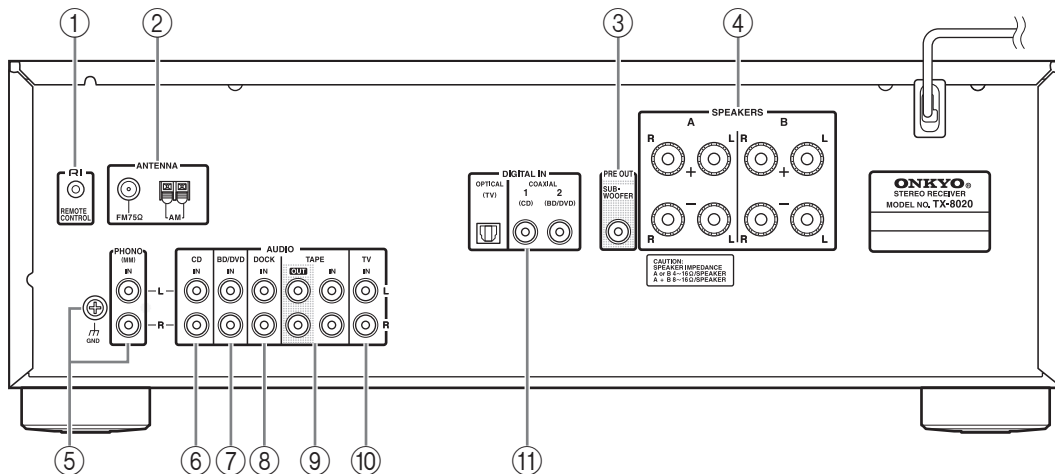 ① ② ③ ④
SPEAKERS
A B
R L R L
+ +
− −
R L R L
RI
REMOTE
CONTROL
ANTENNA
FM75Ω
AM
DIGITAL IN
OPTICAL
(TV)
COAXIAL
1 2
(CD) (BD/DVD)
PRE OUT
SUB•
WOOFER
ONKYO®
STEREO RECEIVER
MODEL NO. TX-8020
CAUTION:
SPEAKER IMPEDANCE
A or B 4~16Ω/SPEAKER
A + B 8~16Ω/SPEAKER
PHONO
(MM)
IN
GND
L
R
AUDIO
CD BD/DVD DOCK TAPE TV
IN IN IN OUT IN IN
L
R
⑤ ⑥ ⑦ ⑧ ⑨ ⑩ ⑪